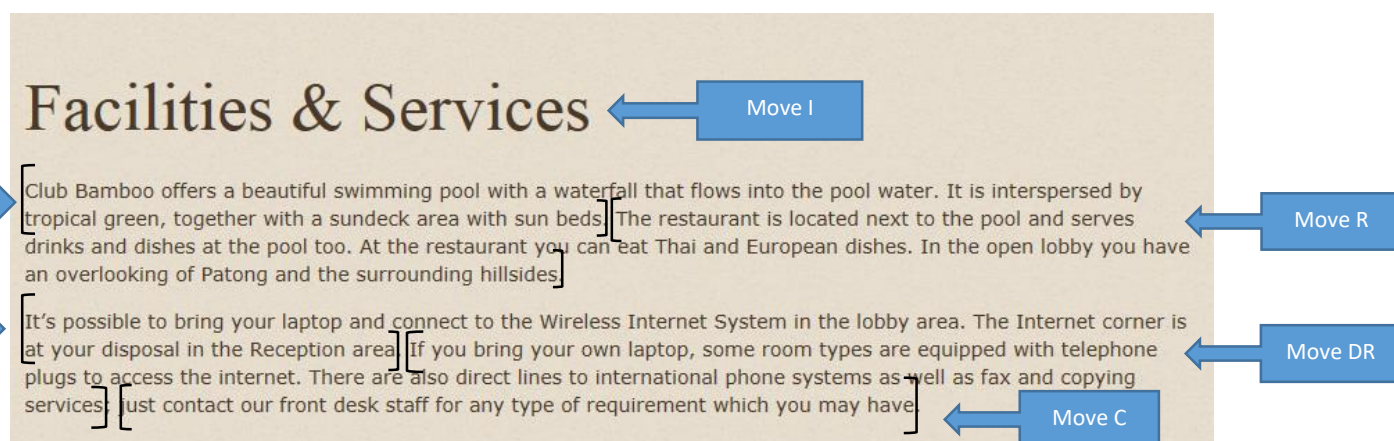 Facilities & Services
Move I
Club Bamboo offers a beautiful swimming pool with a waterfall that flows into the pool water. It is interspersed by
tropical green, together with a sundeck area with sun beds. The restaurant is located next to the pool and serves
Move R
drinks and dishes at the pool too. At the restaurant you can eat Thai and European dishes. In the open lobby you have
an overlooking of Patong and the surrounding hillsides.
It's possible to bring your laptop and connect to the Wireless Internet System in the lobby area. The Internet corner is
at your disposal in the Reception area. If you bring your own laptop, some room types are equipped with telephone
Move DR
plugs to access the internet. There are also direct lines to international phone systems as well as fax and copying
services; just contact our front desk staff for any type of requirement which you may have.
Move C